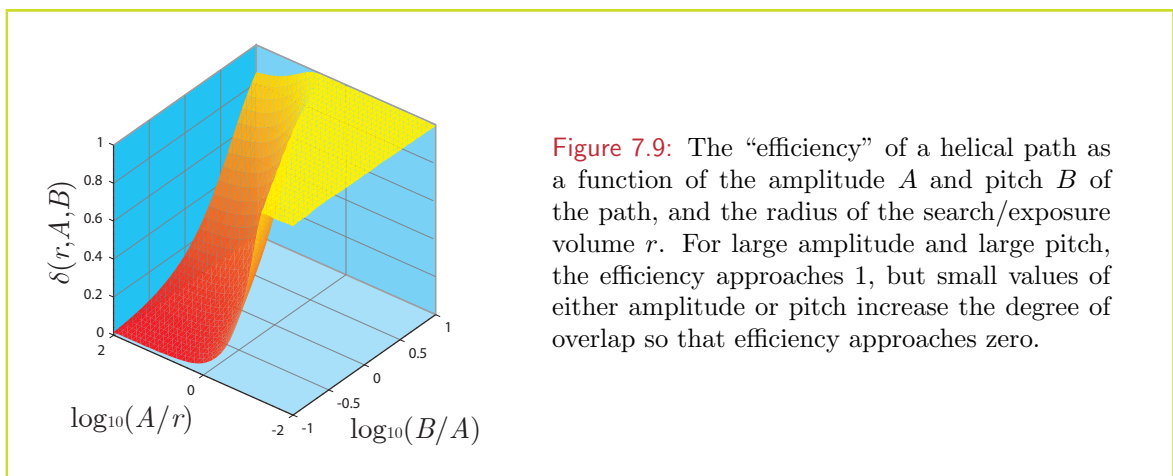 1
0.8
0.6
0.4
0.2
0
δ(r,A,B)
2
0
-2
log₁₀(A/r)
-1
-0.5
0
0.5
1
log₁₀(B/A)
Figure 7.9: The “efficiency” of a helical path as
a function of the amplitude A and pitch B of
the path, and the radius of the search/exposure
volume r. For large amplitude and large pitch,
the efficiency approaches 1, but small values of
either amplitude or pitch increase the degree of
overlap so that efficiency approaches zero.